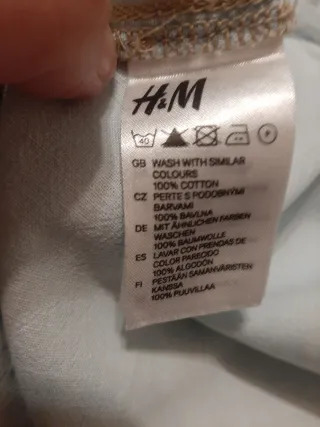 H&M
40
GB WASH WITH SIMILAR
COLOURS
100% COTTON
CZ PERTE S PODOBNÝMI
BARVAMI
100% BAVLNA
DE MIT ÄHNLICHEN FARBEN
WASCHEN
100% BAUMWOLLE
ES LAVAR CON PRENDAS DE
COLOR PARECIDO
100% ALGODÓN
FI PESTÄÄN SAMANVÄRISTEN
KANSSA
100% PUUVILLAA